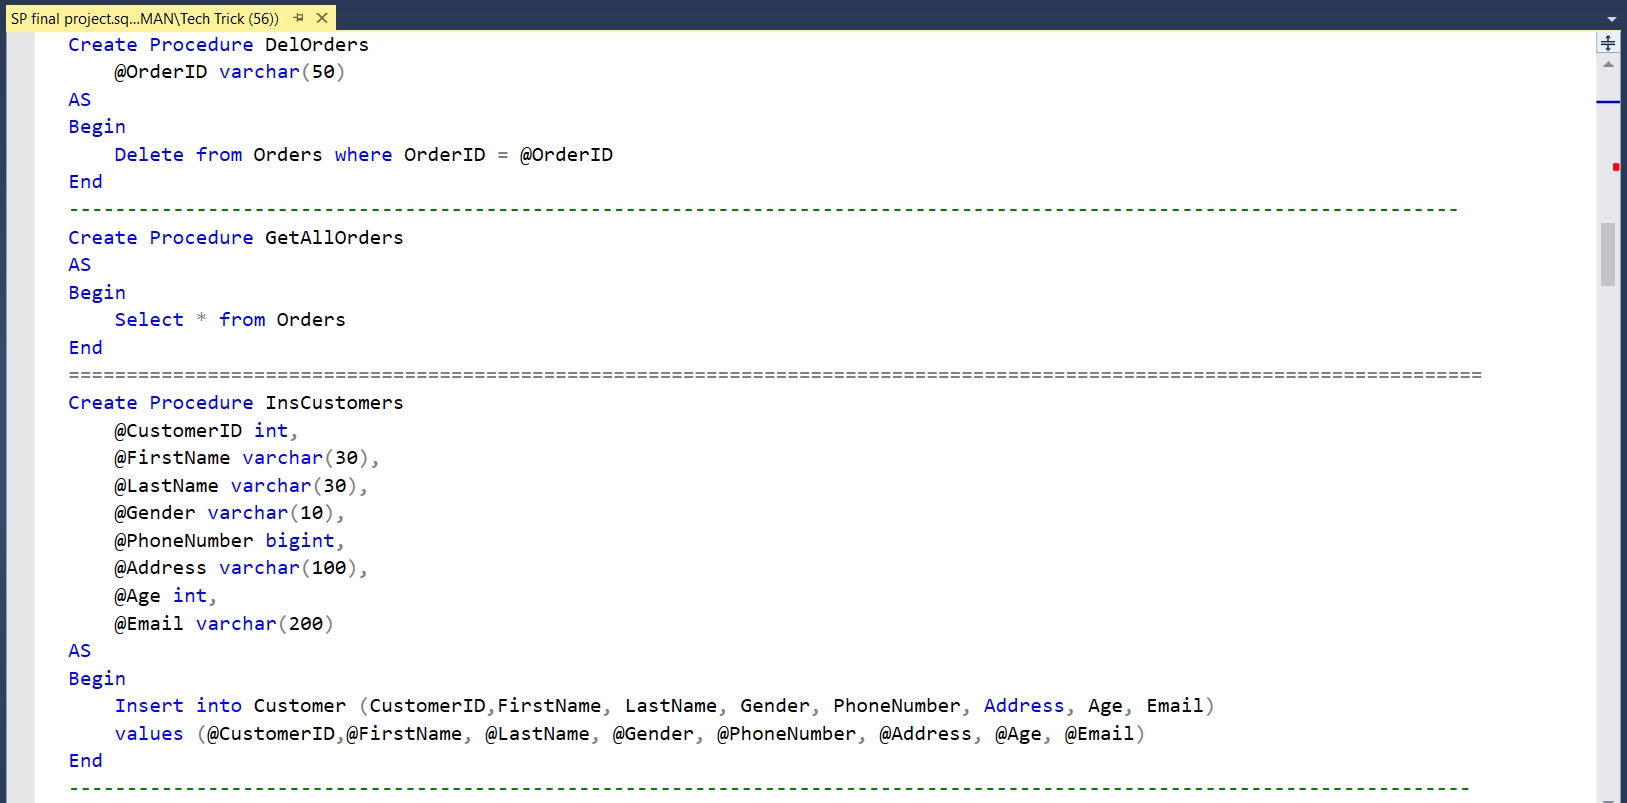 SP final project.sq...MAN\Tech Trick (56))
Create Procedure DelOrders
    @OrderID varchar(50)
AS
Begin
    Delete from Orders where OrderID = @OrderID
End
------------------------------------------------------------------------------------------------------------------------
Create Procedure GetAllOrders
AS
Begin
    Select * from Orders
End
==========================================================================================================================
Create Procedure InsCustomers
    @CustomerID int,
    @FirstName varchar(30),
    @LastName varchar(30),
    @Gender varchar(10),
    @PhoneNumber bigint,
    @Address varchar(100),
    @Age int,
    @Email varchar(200)
AS
Begin
    Insert into Customer (CustomerID,FirstName, LastName, Gender, PhoneNumber, Address, Age, Email)
    values (@CustomerID,@FirstName, @LastName, @Gender, @PhoneNumber, @Address, @Age, @Email)
End
-------------------------------------------------------------------------------------------------------------------------